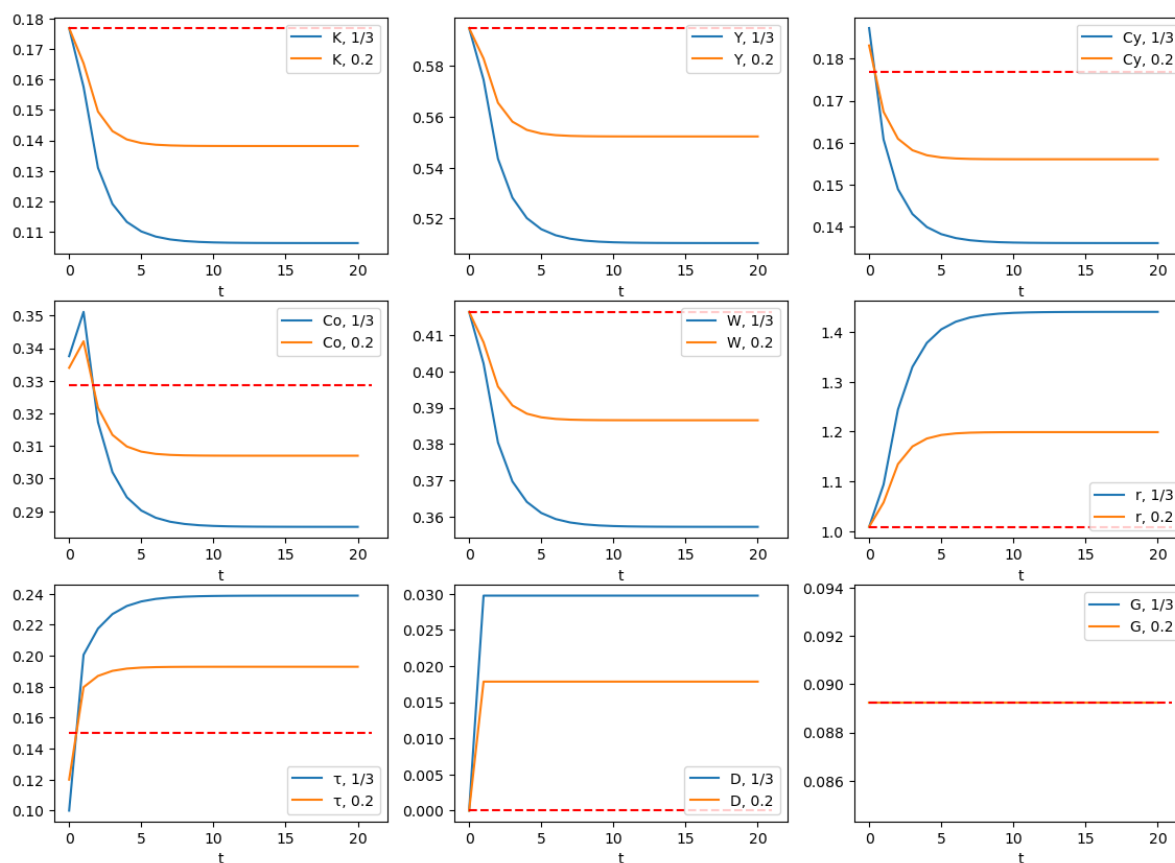 0.18
0.17
0.16
0.15
0.14
0.13
0.12
0.11
K, 1/3
K, 0.2
0 5 10 15 20
t
0.58
0.56
0.54
0.52
Y, 1/3
Y, 0.2
0 5 10 15 20
t
0.18
0.17
0.16
0.15
0.14
Cy, 1/3
Cy, 0.2
0 5 10 15 20
t
0.35
0.34
0.33
0.32
0.31
0.30
0.29
Co, 1/3
Co, 0.2
0 5 10 15 20
t
0.41
0.40
0.39
0.38
0.37
0.36
W, 1/3
W, 0.2
0 5 10 15 20
t
1.4
1.3
1.2
1.1
1.0
r, 1/3
r, 0.2
0 5 10 15 20
t
0.24
0.22
0.20
0.18
0.16
0.14
0.12
0.10
τ, 1/3
τ, 0.2
0 5 10 15 20
t
0.030
0.025
0.020
0.015
0.010
0.005
0.000
D, 1/3
D, 0.2
0 5 10 15 20
t
0.094
0.092
0.090
0.088
0.086
G, 1/3
G, 0.2
0 5 10 15 20
t